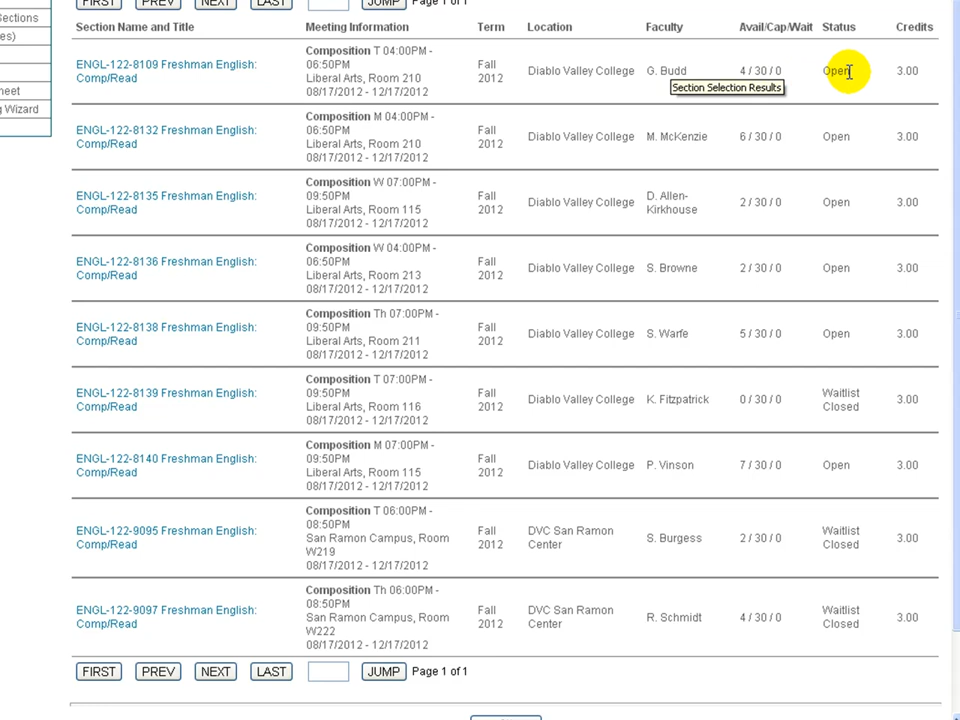 FIRST PREV NEXT LAST JUMP Page 1 of 1
Sections
es)
heet
g Wizard
Section Name and Title Meeting Information Term Location Faculty Avail/Cap/Wait Status Credits
ENGL-122-8109 Freshman English: Comp/Read
Composition T 04:00PM -
06:50PM
Liberal Arts, Room 210
08/17/2012 - 12/17/2012
Fall
2012
Diablo Valley College G. Budd 4 / 30 / 0 Open 3.00
Section Selection Results
ENGL-122-8132 Freshman English:
Comp/Read
Composition M 04:00PM -
06:50PM
Liberal Arts, Room 210
08/17/2012 - 12/17/2012
Fall
2012
Diablo Valley College M. McKenzie 6 / 30 / 0 Open 3.00
ENGL-122-8135 Freshman English:
Comp/Read
Composition W 07:00PM -
09:50PM
Liberal Arts, Room 115
08/17/2012 - 12/17/2012
Fall
2012
Diablo Valley College
D. Allen-
Kirkhouse
2 / 30 / 0 Open 3.00
ENGL-122-8136 Freshman English:
Comp/Read
Composition W 04:00PM -
06:50PM
Liberal Arts, Room 213
08/17/2012 - 12/17/2012
Fall
2012
Diablo Valley College S. Browne 2 / 30 / 0 Open 3.00
ENGL-122-8138 Freshman English:
Comp/Read
Composition Th 07:00PM -
09:50PM
Liberal Arts, Room 211
08/17/2012 - 12/17/2012
Fall
2012
Diablo Valley College S. Warfe 5 / 30 / 0 Open 3.00
ENGL-122-8139 Freshman English:
Comp/Read
Composition T 07:00PM -
09:50PM
Liberal Arts, Room 116
08/17/2012 - 12/17/2012
Fall
2012
Diablo Valley College K. Fitzpatrick 0 / 30 / 0
Waitlist
Closed
3.00
ENGL-122-8140 Freshman English:
Comp/Read
Composition M 07:00PM -
09:50PM
Liberal Arts, Room 115
08/17/2012 - 12/17/2012
Fall
2012
Diablo Valley College P. Vinson 7 / 30 / 0 Open 3.00
ENGL-122-9095 Freshman English:
Comp/Read
Composition T 06:00PM -
08:50PM
San Ramon Campus, Room
W219
08/17/2012 - 12/17/2012
Fall
2012
DVC San Ramon
Center
S. Burgess 2 / 30 / 0
Waitlist
Closed
3.00
ENGL-122-9097 Freshman English:
Comp/Read
Composition Th 06:00PM -
08:50PM
San Ramon Campus, Room
W222
08/17/2012 - 12/17/2012
Fall
2012
DVC San Ramon
Center
R. Schmidt 4 / 30 / 0
Waitlist
Closed
3.00
FIRST PREV NEXT LAST JUMP Page 1 of 1